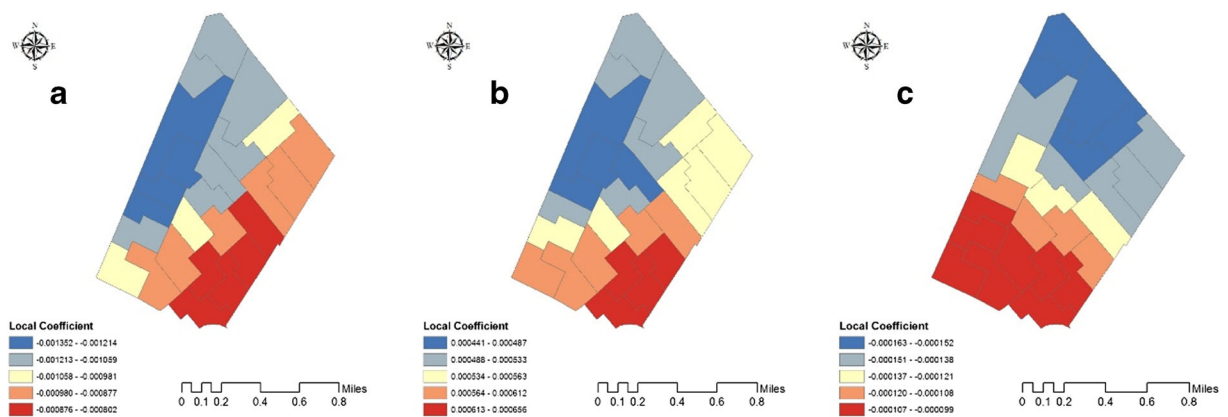 N
W E
S
a
Local Coefficient
-0.001352 - -0.001214
-0.001213 - -0.001059
-0.001058 - -0.000981
-0.000980 - -0.000877
-0.000876 - -0.000802
Miles
0 0.1 0.2 0.4 0.6 0.8
N
W E
S
b
Local Coefficient
0.000441 - 0.000487
0.000488 - 0.000533
0.000534 - 0.000563
0.000564 - 0.000612
0.000613 - 0.000656
Miles
0 0.1 0.2 0.4 0.6 0.8
N
W E
S
c
Local Coefficient
-0.000163 - -0.000152
-0.000151 - -0.000138
-0.000137 - -0.000121
-0.000120 - -0.000108
-0.000107 - -0.000099
Miles
0 0.1 0.2 0.4 0.6 0.8